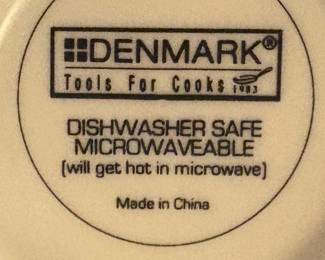 DENMARK®
Tools For Cooks 1983
DISHWASHER SAFE
MICROWAVEABLE
(will get hot in microwave)
Made in China